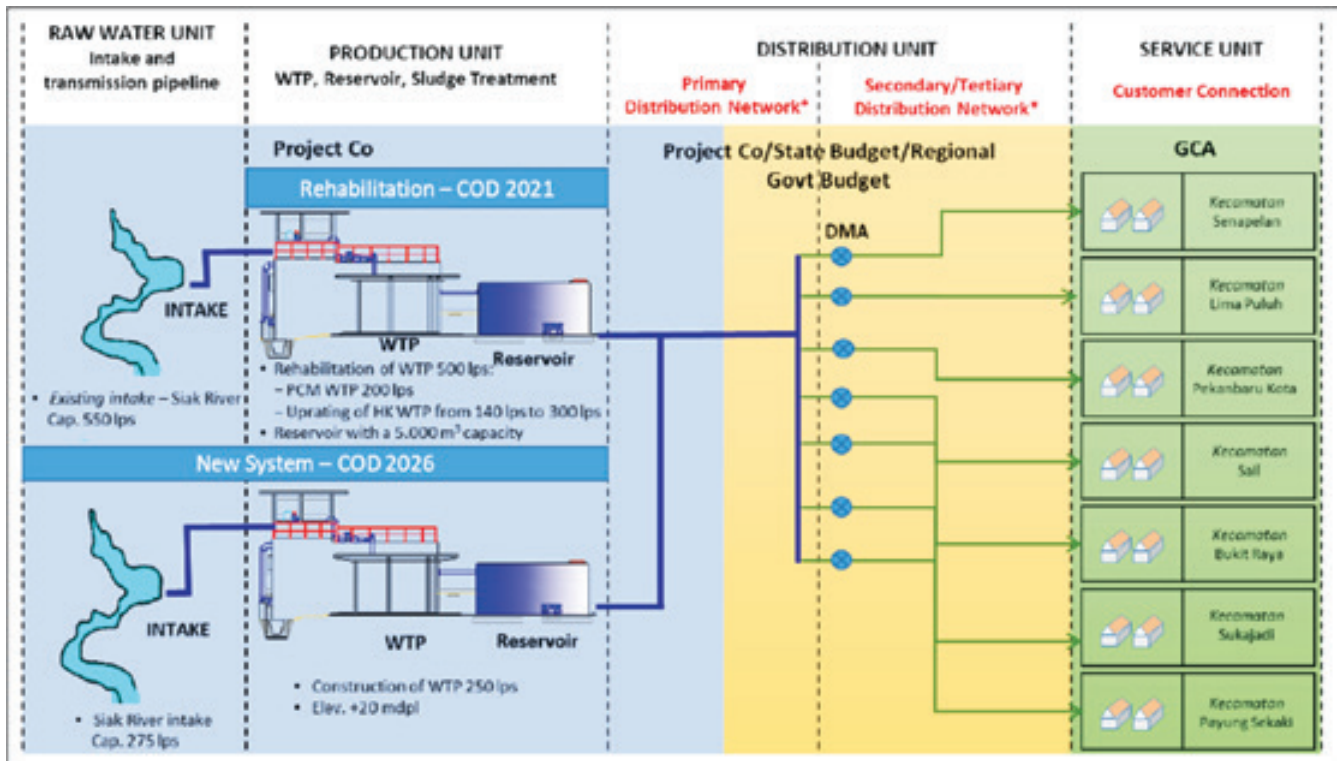 RAW WATER UNIT
Intake and
transmission pipeline
PRODUCTION UNIT
WTP, Reservoir, Sludge Treatment
DISTRIBUTION UNIT
Primary
Distribution Network*
Secondary/Tertiary
Distribution Network*
SERVICE UNIT
Customer Connection
Project Co
Project Co/State Budget/Regional
Govt Budget
GCA
Rehabilitation – COD 2021
INTAKE
WTP
Reservoir
• Existing intake – Siak River
Cap. 550 lps
• Rehabilitation of WTP 500 lps:
– PCM WTP 200 lps
– Uprating of HK WTP from 140 lps to 300 lps
• Reservoir with a 5.000 m³ capacity
New System – COD 2026
INTAKE
WTP
Reservoir
• Siak River intake
Cap. 275 lps
• Construction of WTP 250 lps
• Elev. +20 mdpl
DMA
Kecamatan
Senapelan
Kecamatan
Lima Puluh
Kecamatan
Pekanbaru Kota
Kecamatan
Sail
Kecamatan
Bukit Raya
Kecamatan
Sukajadi
Kecamatan
Payung Sekaki